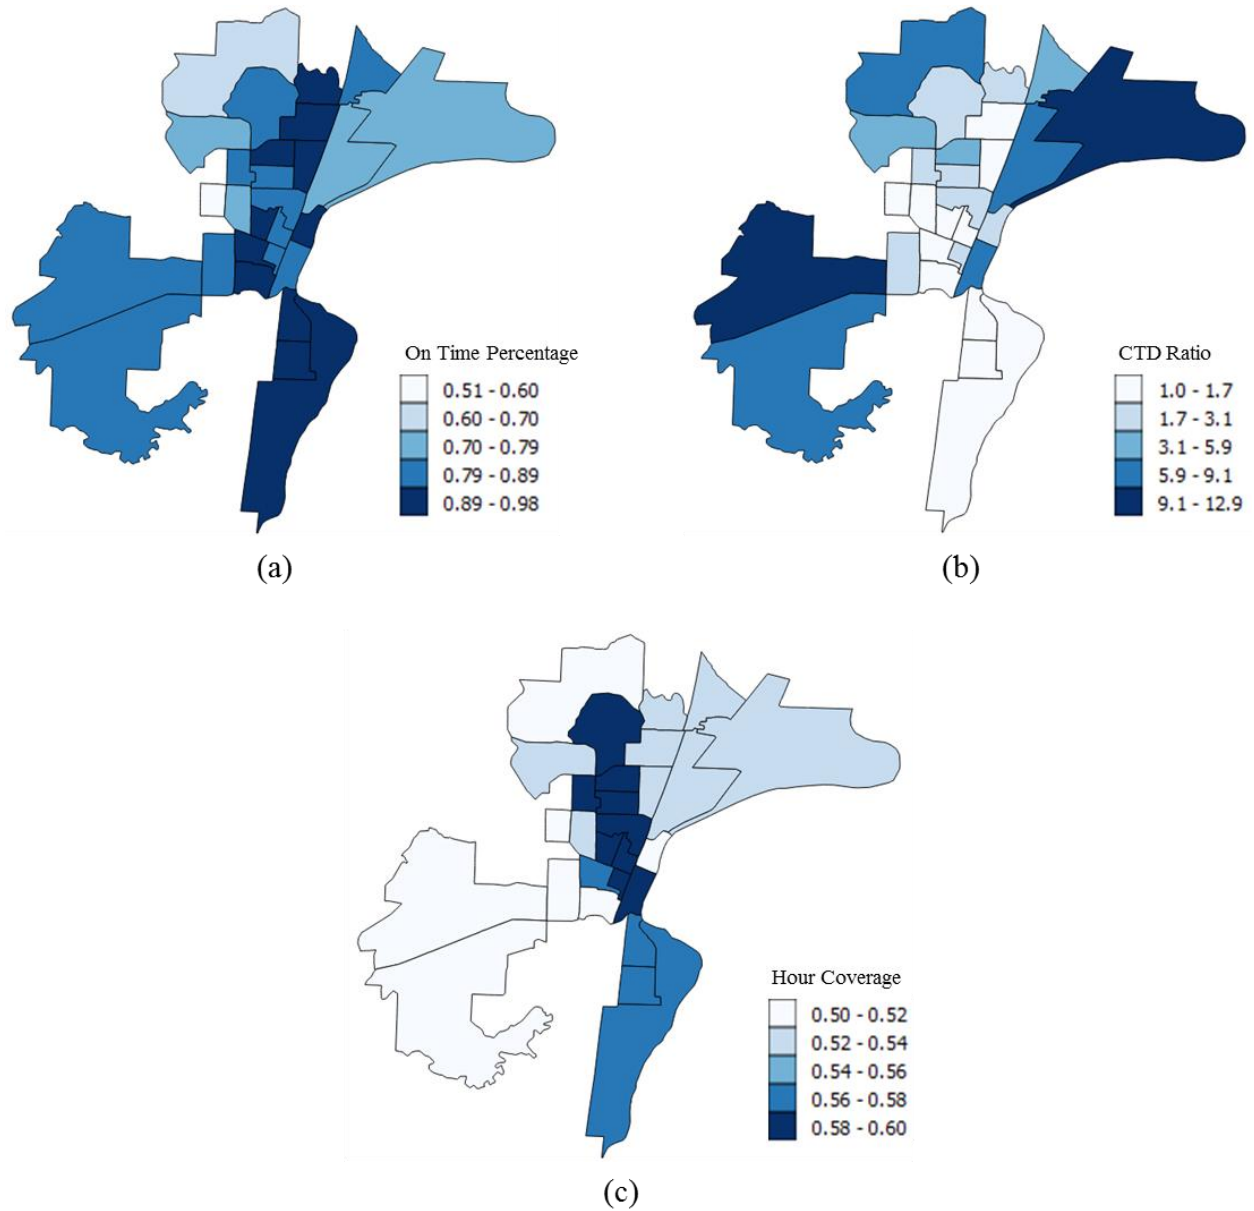 On Time Percentage
0.51 - 0.60
0.60 - 0.70
0.70 - 0.79
0.79 - 0.89
0.89 - 0.98
(a)
CTD Ratio
1.0 - 1.7
1.7 - 3.1
3.1 - 5.9
5.9 - 9.1
9.1 - 12.9
(b)
Hour Coverage
0.50 - 0.52
0.52 - 0.54
0.54 - 0.56
0.56 - 0.58
0.58 - 0.60
(c)